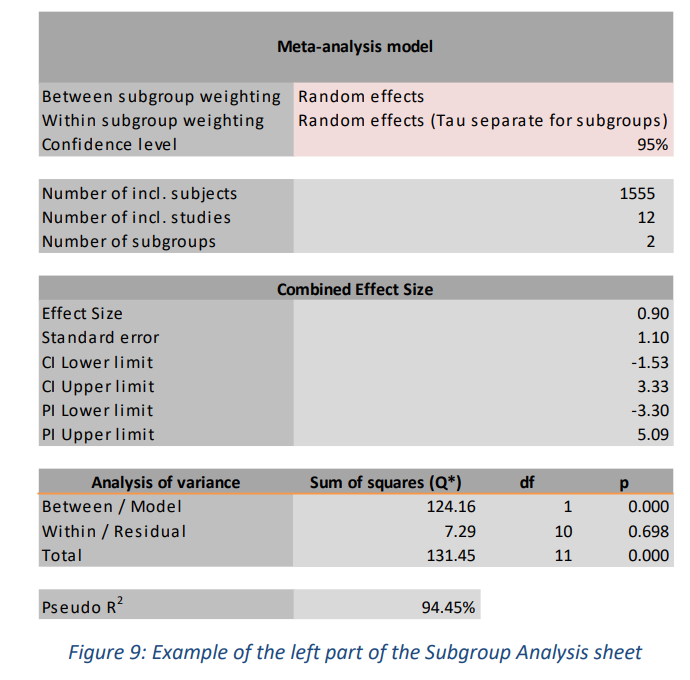 Meta-analysis model
Between subgroup weighting Random effects
Within subgroup weighting Random effects (Tau separate for subgroups)
Confidence level 95%
Number of incl. subjects 1555
Number of incl. studies 12
Number of subgroups 2
Combined Effect Size
Effect Size 0.90
Standard error 1.10
CI Lower limit -1.53
CI Upper limit 3.33
PI Lower limit -3.30
PI Upper limit 5.09
Analysis of variance Sum of squares (Q*) df p
Between / Model 124.16 1 0.000
Within / Residual 7.29 10 0.698
Total 131.45 11 0.000
Pseudo R² 94.45%
Figure 9: Example of the left part of the Subgroup Analysis sheet